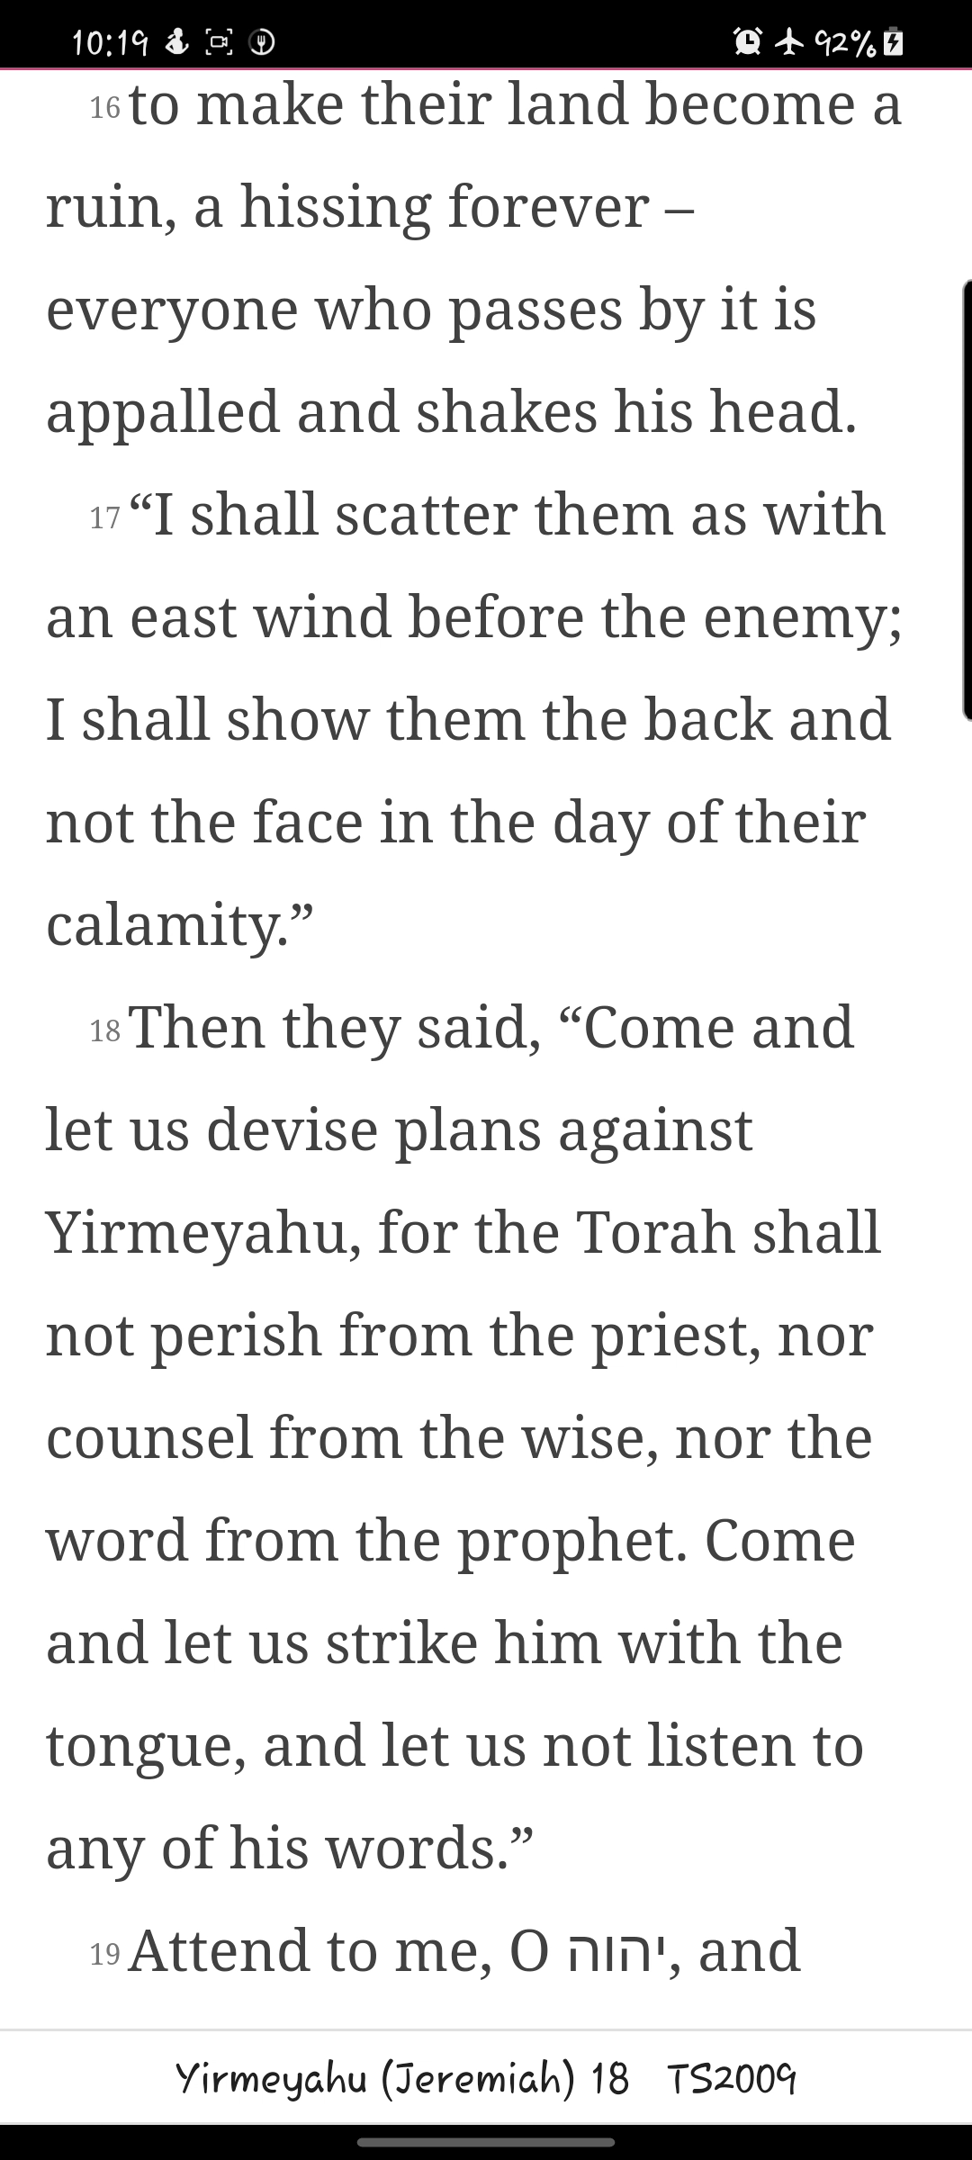 10:19 92%
16 to make their land become a
ruin, a hissing forever –
everyone who passes by it is
appalled and shakes his head.
17 “I shall scatter them as with
an east wind before the enemy;
I shall show them the back and
not the face in the day of their
calamity.”
18 Then they said, “Come and
let us devise plans against
Yirmeyahu, for the Torah shall
not perish from the priest, nor
counsel from the wise, nor the
word from the prophet. Come
and let us strike him with the
tongue, and let us not listen to
any of his words.”
19 Attend to me, O יהוה, and
Yirmeyahu (Jeremiah) 18 TS2009